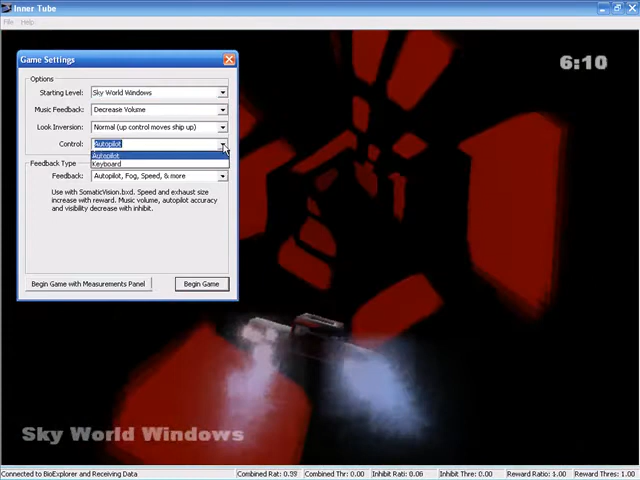 Inner Tube
File Help
6:10
Game Settings
Options
Starting Level: Sky World Windows
Music Feedback: Decrease Volume
Look Inversion: Normal (up control moves ship up)
Control: Autopilot
Autopilot
Keyboard
Feedback Type
Feedback: Autopilot, Fog, Speed, & more
Use with SomaticVision.bxd. Speed and exhaust size
increase with reward. Music volume, autopilot accuracy
and visibility decrease with inhibit.
Begin Game with Measurements Panel Begin Game
Sky World Windows
Connected to BioExplorer and Receiving Data Combined Rat: 0.98 Combined Thr: 0.00 Inhibit Rati: 0.06 Inhibit Thre: 0.00 Reward Ratio: 1.00 Reward Thres: 1.00